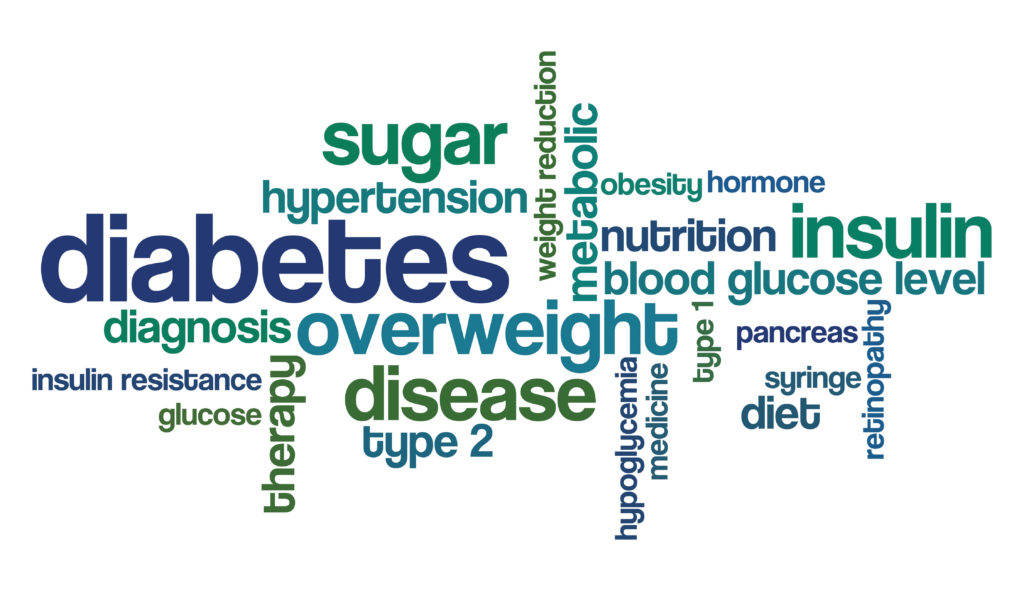 weight reduction
metabolic
sugar
hypertension
obesity
hormone
diabetes
nutrition
insulin
blood glucose level
diagnosis
overweight
type 1
pancreas
retinopathy
insulin resistance
therapy
disease
hypoglycemia
medicine
syringe
glucose
type 2
diet